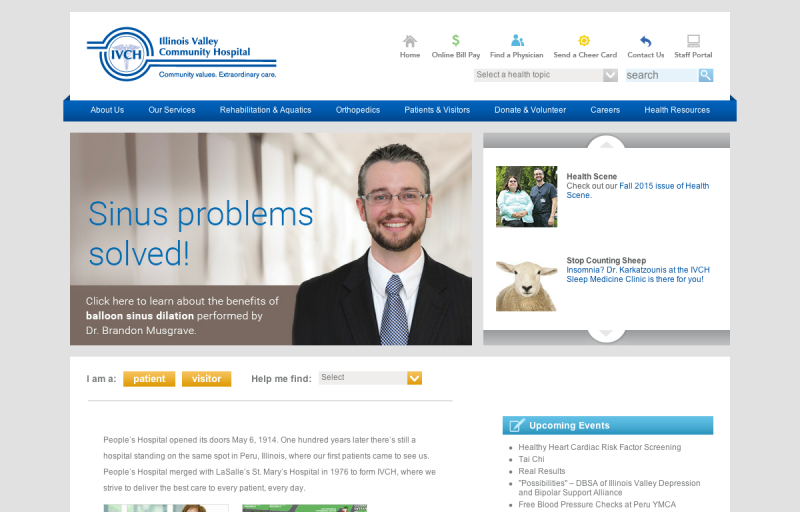 IVCH
Illinois Valley
Community Hospital
Community values. Extraordinary care.
Home
Online Bill Pay
Find a Physician
Send a Cheer Card
Contact Us
Staff Portal
Select a health topic
search
About Us
Our Services
Rehabilitation & Aquatics
Orthopedics
Patients & Visitors
Donate & Volunteer
Careers
Health Resources
Sinus problems
solved!
Click here to learn about the benefits of
balloon sinus dilation performed by
Dr. Brandon Musgrave.
Health Scene
Check out our Fall 2015 issue of Health
Scene.
Stop Counting Sheep
Insomnia? Dr. Karkatzounis at the IVCH
Sleep Medicine Clinic is there for you!
I am a:
patient
visitor
Help me find:
Select
People's Hospital opened its doors May 6, 1914. One hundred years later there's still a
hospital standing on the same spot in Peru, Illinois, where our first patients came to see us.
People's Hospital merged with LaSalle's St. Mary's Hospital in 1976 to form IVCH, where we
strive to deliver the best care to every patient, every day.
Upcoming Events
Healthy Heart Cardiac Risk Factor Screening
Tai Chi
Real Results
"Possibilities" – DBSA of Illinois Valley Depression
and Bipolar Support Alliance
Free Blood Pressure Checks at Peru YMCA